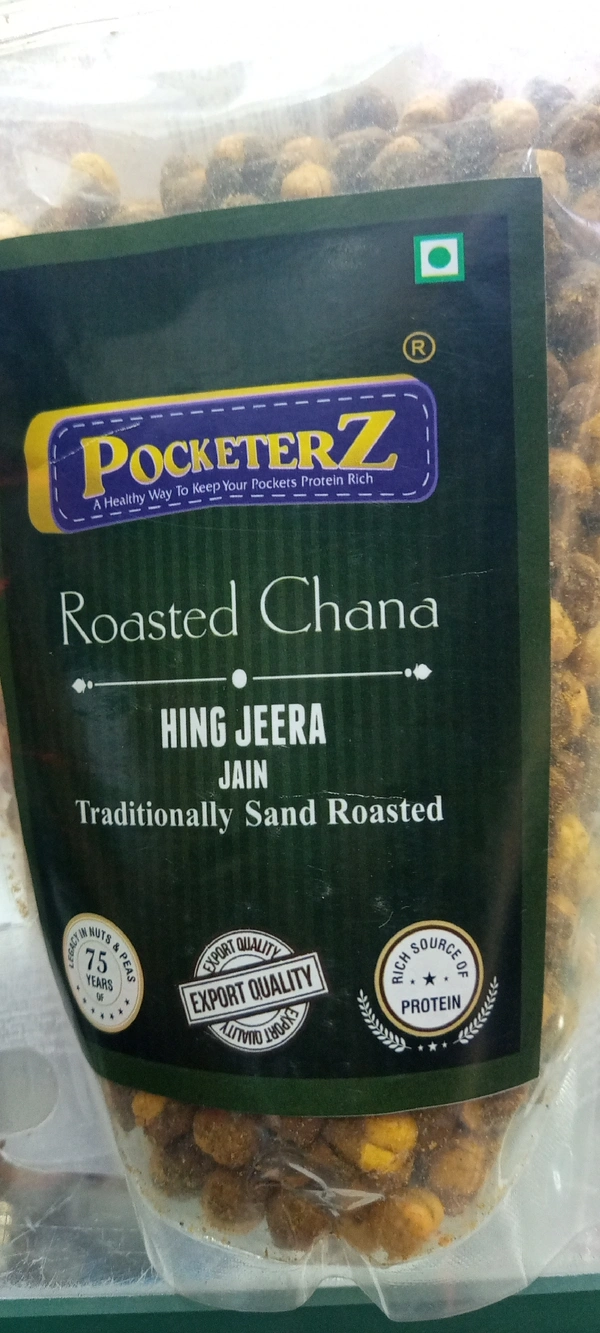 ®
POCKETERZ
A Healthy Way To Keep Your Pockets Protein Rich
Roasted Chana
HING JEERA
JAIN
Traditionally Sand Roasted
LEGACY IN NUTS & PEAS
75
YEARS
OF
EXPORT QUALITY
EXPORT QUALITY
EXPORT QUALITY
RICH SOURCE OF
PROTEIN